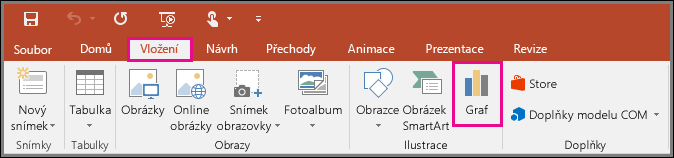 Soubor Domů Vložení Návrh Přechody Animace Prezentace Revize
Nový
snímek
Tabulka
Obrázky
Online
obrázky
Snímek
obrazovky
Fotoalbum
Obrazce
Obrázek
SmartArt
Graf
Store
Doplňky modelu COM
Snímky Tabulky Obrazy Ilustrace Doplňky